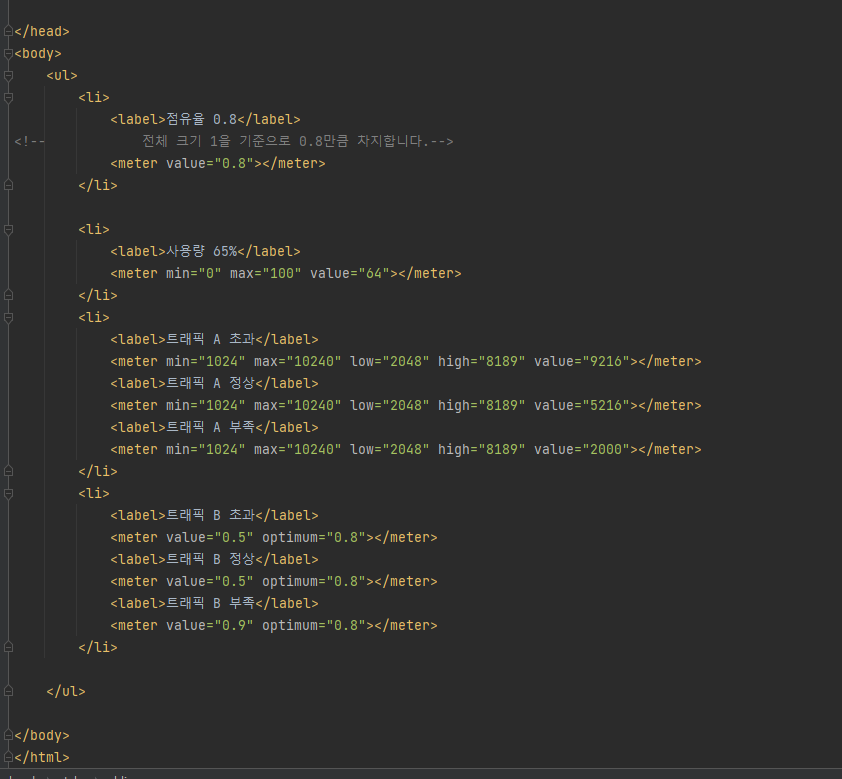 </head>
<body>
    <ul>
        <li>
            <label>점유율 0.8</label>
<!--            전체 크기 1을 기준으로 0.8만큼 차지합니다.-->
            <meter value="0.8"></meter>
        </li>

        <li>
            <label>사용량 65%</label>
            <meter min="0" max="100" value="64"></meter>
        </li>
        <li>
            <label>트래픽 A 초과</label>
            <meter min="1024" max="10240" low="2048" high="8189" value="9216"></meter>
            <label>트래픽 A 정상</label>
            <meter min="1024" max="10240" low="2048" high="8189" value="5216"></meter>
            <label>트래픽 A 부족</label>
            <meter min="1024" max="10240" low="2048" high="8189" value="2000"></meter>
        </li>
        <li>
            <label>트래픽 B 초과</label>
            <meter value="0.5" optimum="0.8"></meter>
            <label>트래픽 B 정상</label>
            <meter value="0.5" optimum="0.8"></meter>
            <label>트래픽 B 부족</label>
            <meter value="0.9" optimum="0.8"></meter>
        </li>

    </ul>

</body>
</html>